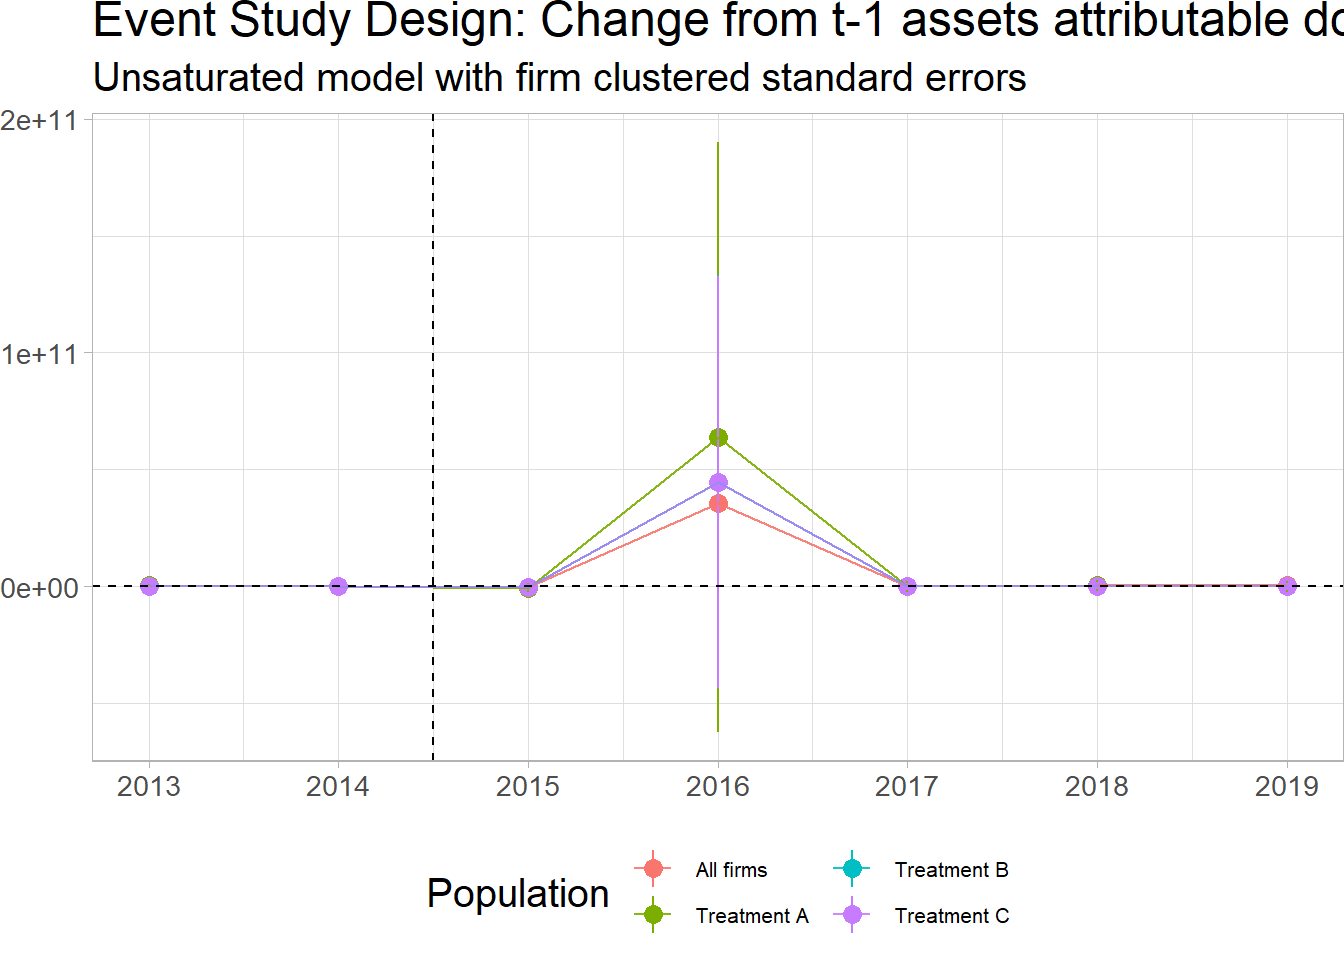 Event Study Design: Change from t-1 assets attributable
Unsaturated model with firm clustered standard errors
2e+11
1e+11
0e+00
2013 2014 2015 2016 2017 2018 2019
Population
All firms
Treatment A
Treatment B
Treatment C